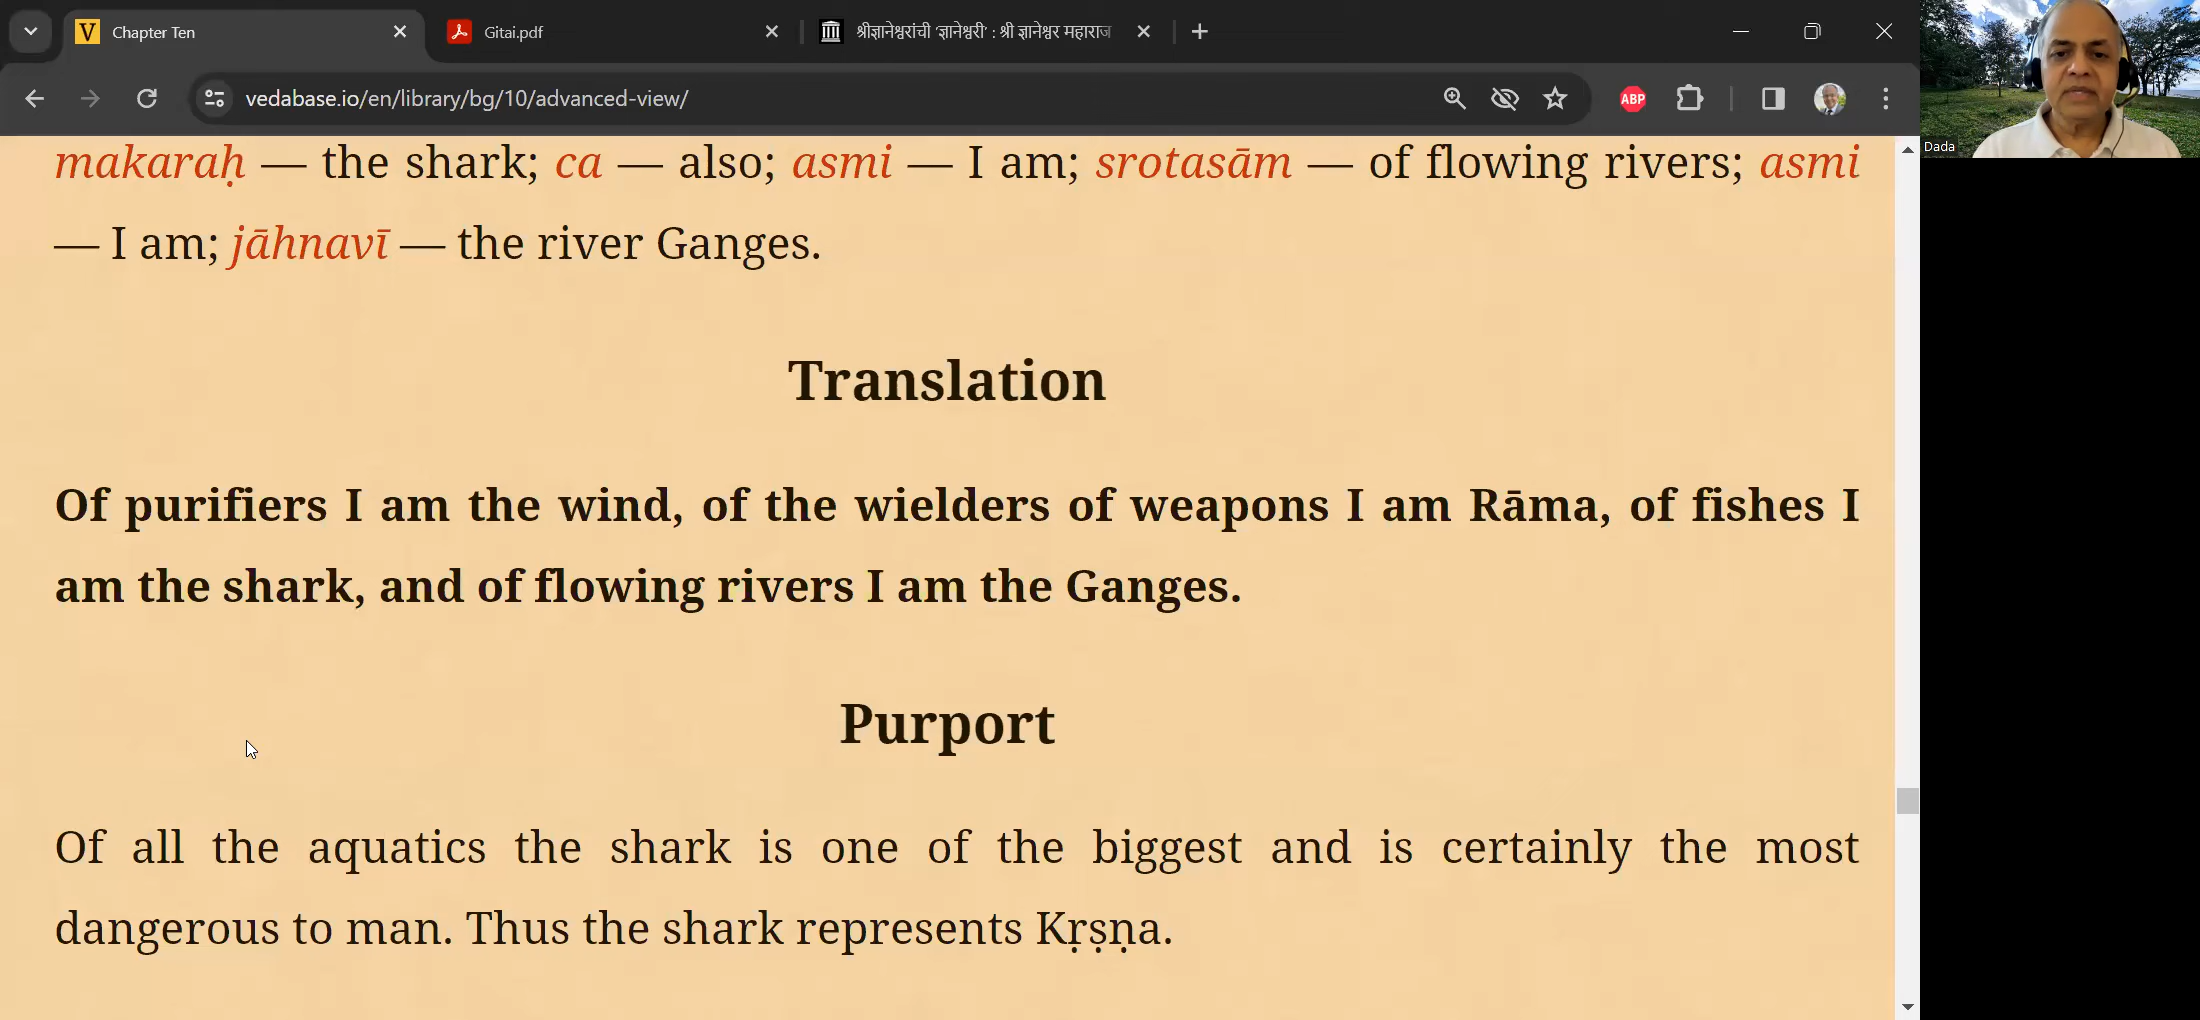 Chapter Ten
Gitai.pdf
श्रीज्ञानेश्वरांची 'ज्ञानेश्वरी' : श्री ज्ञानेश्वर महाराज
vedabase.io/en/library/bg/10/advanced-view/
ABP
Dada
makaraḥ — the shark; ca — also; asmi — I am; srotasām — of flowing rivers; asmi
— I am; jāhnavī — the river Ganges.
Translation
Of purifiers I am the wind, of the wielders of weapons I am Rāma, of fishes I
am the shark, and of flowing rivers I am the Ganges.
Purport
Of all the aquatics the shark is one of the biggest and is certainly the most
dangerous to man. Thus the shark represents Kṛṣṇa.